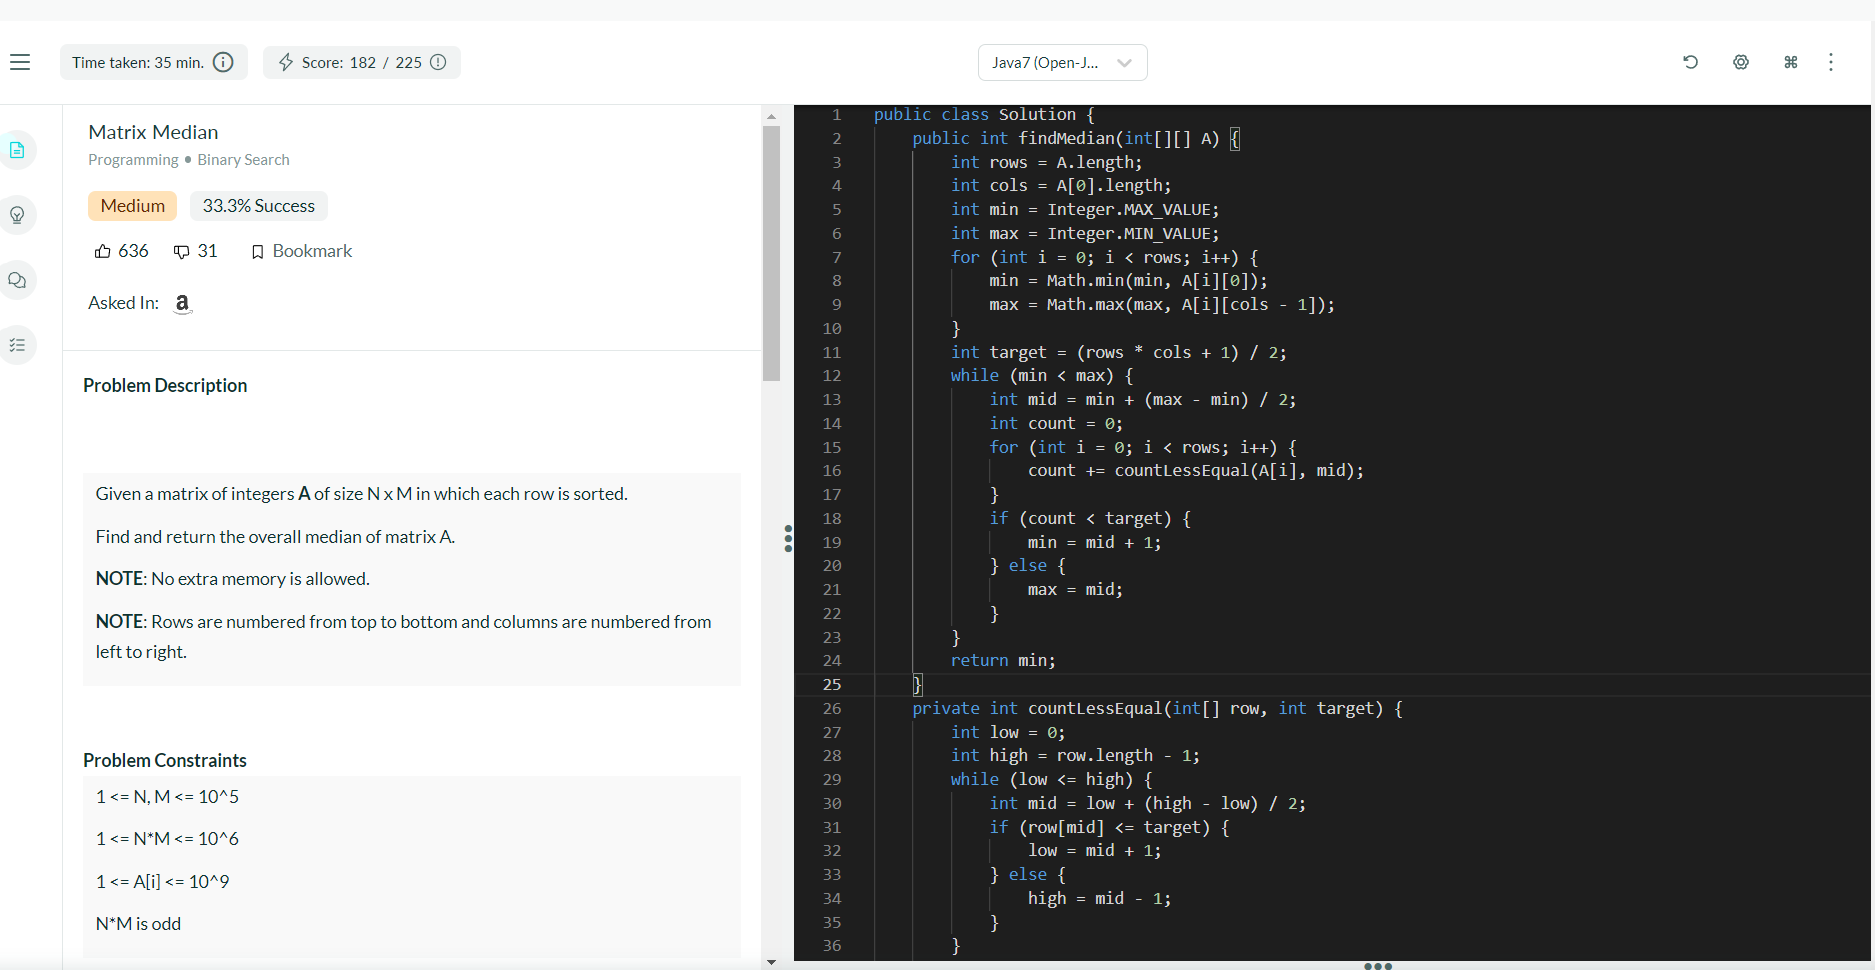 Time taken: 35 min.
Score: 182 / 225
Java7 (Open-J...
Matrix Median
Programming • Binary Search
Medium
33.3% Success
636
31
Bookmark
Asked In:
Problem Description
Given a matrix of integers A of size N x M in which each row is sorted.
Find and return the overall median of matrix A.
NOTE: No extra memory is allowed.
NOTE: Rows are numbered from top to bottom and columns are numbered from
left to right.
Problem Constraints
1 <= N, M <= 10^5
1 <= N*M <= 10^6
1 <= A[i] <= 10^9
N*M is odd
1 public class Solution {
2 public int findMedian(int[][] A) {
3 int rows = A.length;
4 int cols = A[0].length;
5 int min = Integer.MAX_VALUE;
6 int max = Integer.MIN_VALUE;
7 for (int i = 0; i < rows; i++) {
8 min = Math.min(min, A[i][0]);
9 max = Math.max(max, A[i][cols - 1]);
10 }
11 int target = (rows * cols + 1) / 2;
12 while (min < max) {
13 int mid = min + (max - min) / 2;
14 int count = 0;
15 for (int i = 0; i < rows; i++) {
16 count += countLessEqual(A[i], mid);
17 }
18 if (count < target) {
19 min = mid + 1;
20 } else {
21 max = mid;
22 }
23 }
24 return min;
25 }
26 private int countLessEqual(int[] row, int target) {
27 int low = 0;
28 int high = row.length - 1;
29 while (low <= high) {
30 int mid = low + (high - low) / 2;
31 if (row[mid] <= target) {
32 low = mid + 1;
33 } else {
34 high = mid - 1;
35 }
36 }